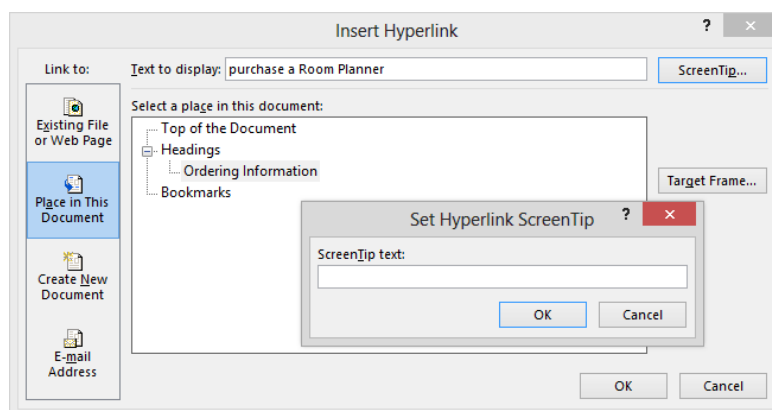 Insert Hyperlink
?
×
Link to:
Text to display: purchase a Room Planner
ScreenTip...
Select a place in this document:
Existing File
or Web Page
Top of the Document
Headings
Ordering Information
Bookmarks
Place in This
Document
Target Frame...
Set Hyperlink ScreenTip
?
×
ScreenTip text:
OK
Cancel
Create New
Document
E-mail
Address
OK
Cancel